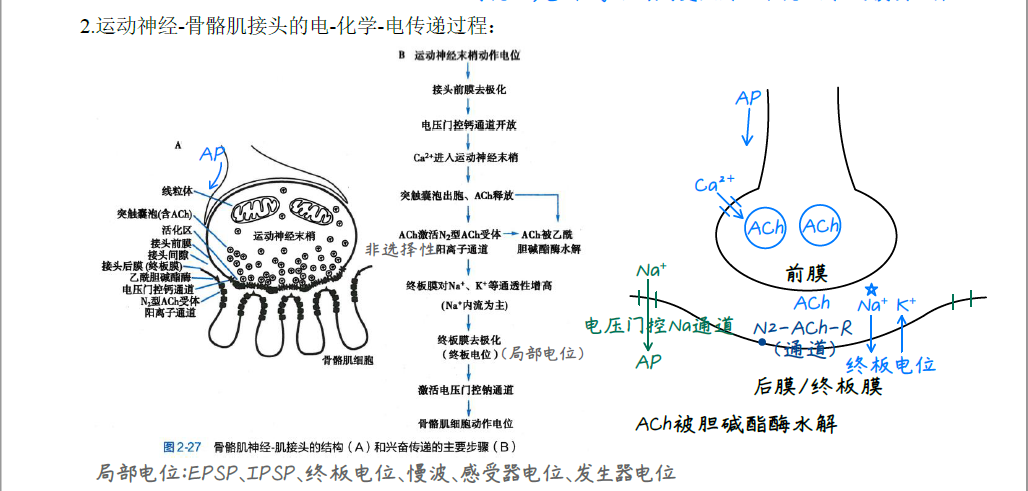 2.运动神经-骨骼肌接头的电-化学-电传递过程：
A
AP
线粒体
突触囊泡(含ACh)
活化区
接头前膜
接头间隙
接头后膜(终板膜)
乙酰胆碱酯酶
电压门控钙通道
N₂型ACh受体
阳离子通道
运动神经末梢
骨骼肌细胞
B 运动神经末梢动作电位
接头前膜去极化
电压门控钙通道开放
Ca²⁺进入运动神经末梢
突触囊泡出胞、ACh释放
ACh激活N₂型ACh受体
非选择性阳离子通道
ACh被乙酰
胆碱酯酶水解
终板膜对Na⁺、K⁺等通透性增高
(Na⁺内流为主)
终板膜去极化
(终板电位)(局部电位)
激活电压门控钠通道
骨骼肌细胞动作电位
图2-27 骨骼肌神经-肌接头的结构(A)和兴奋传递的主要步骤(B)
局部电位:EPSP、IPSP、终板电位、慢波、感受器电位、发生器电位
AP
Ca²⁺
ACh ACh
前膜
Na⁺
ACh
Na⁺ K⁺
电压门控Na通道
N2-ACh-R
(通道)
AP
终板电位
后膜/终板膜
ACh被胆碱酯酶水解